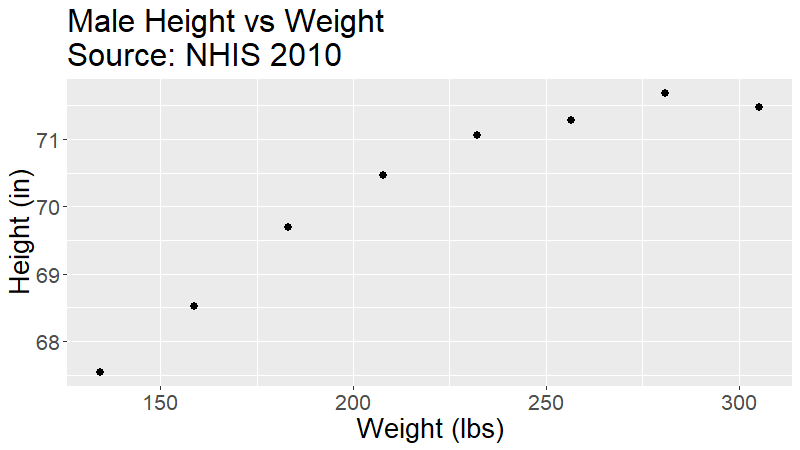 Male Height vs Weight
Source: NHIS 2010
71
70
69
68
Height (in)
150 200 250 300
Weight (lbs)